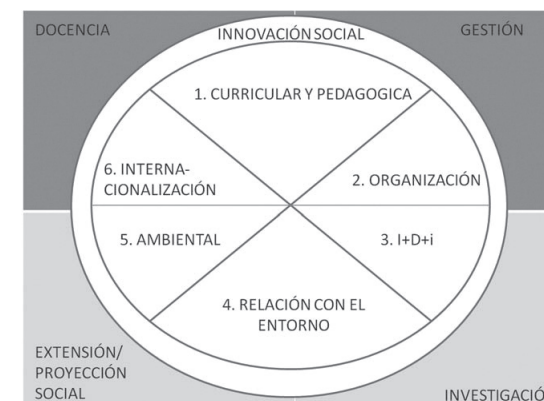 DOCENCIA
INNOVACIÓN SOCIAL
GESTIÓN
1. CURRICULAR Y PEDAGOGICA
6. INTERNA-
CIONALIZACIÓN
2. ORGANIZACIÓN
5. AMBIENTAL
3. I+D+i
4. RELACIÓN CON EL
ENTORNO
EXTENSIÓN/
PROYECCIÓN
SOCIAL
INVESTIGACIÓ